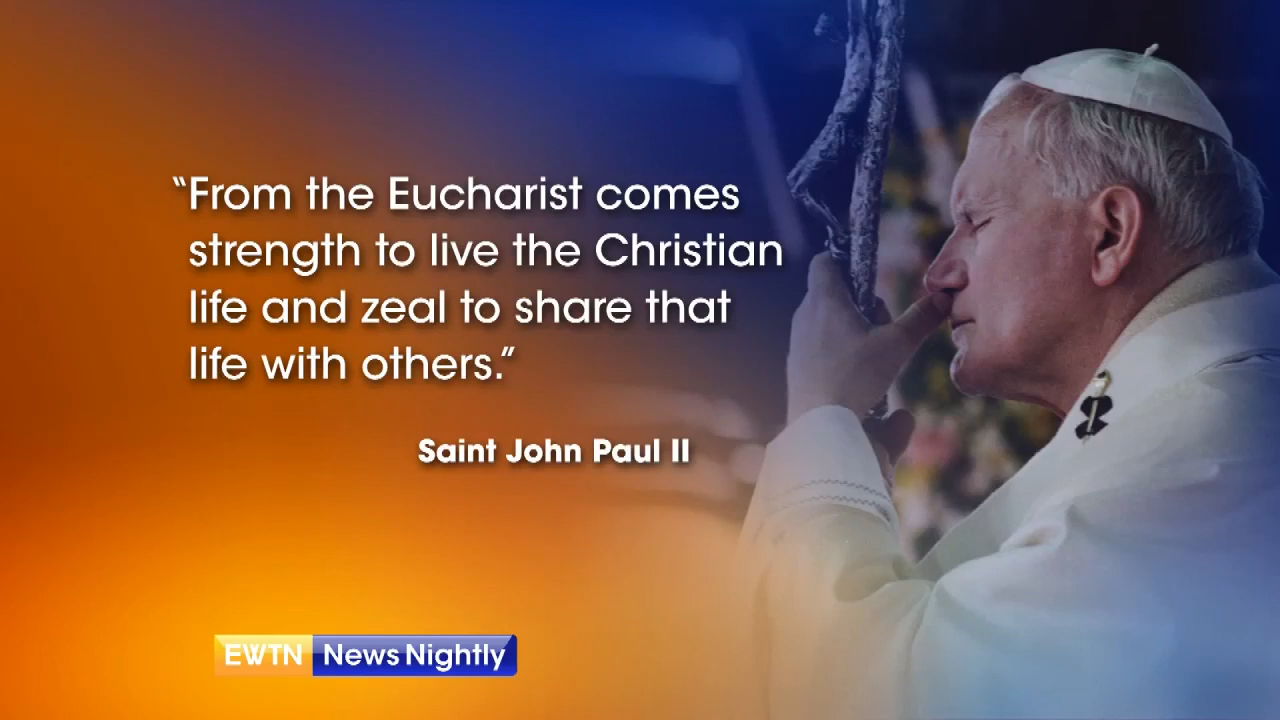 “From the Eucharist comes
strength to live the Christian
life and zeal to share that
life with others.”
Saint John Paul II
EWTN News Nightly